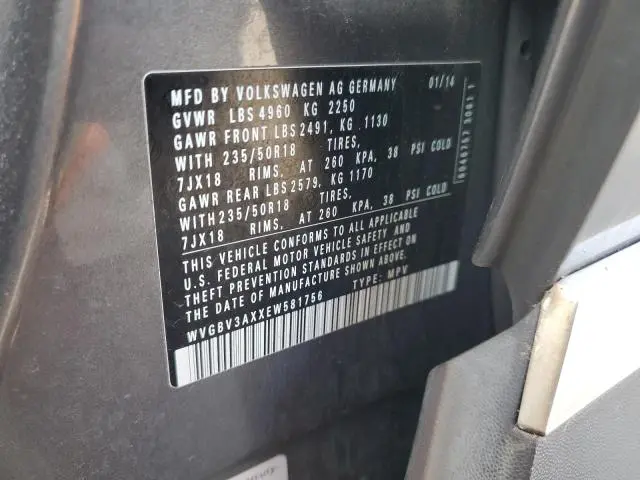 MFD BY VOLKSWAGEN AG GERMANY 01/14
GVWR LBS 4960 KG 2250
GAWR FRONT LBS 2491, KG 1130
WITH 235/50R18 TIRES,
7JX18 RIMS, AT 260 KPA, 38 PSI COLD
GAWR REAR LBS 2579, KG 1170
WITH 235/50R18 TIRES,
7JX18 RIMS, AT 260 KPA, 38 PSI COLD
THIS VEHICLE CONFORMS TO ALL APPLICABLE
U.S. FEDERAL MOTOR VEHICLE SAFETY AND
THEFT PREVENTION STANDARDS IN EFFECT ON
THE DATE OF MANUFACTURE SHOWN ABOVE.
WVGBV3AXXEW581756 TYPE: MPV